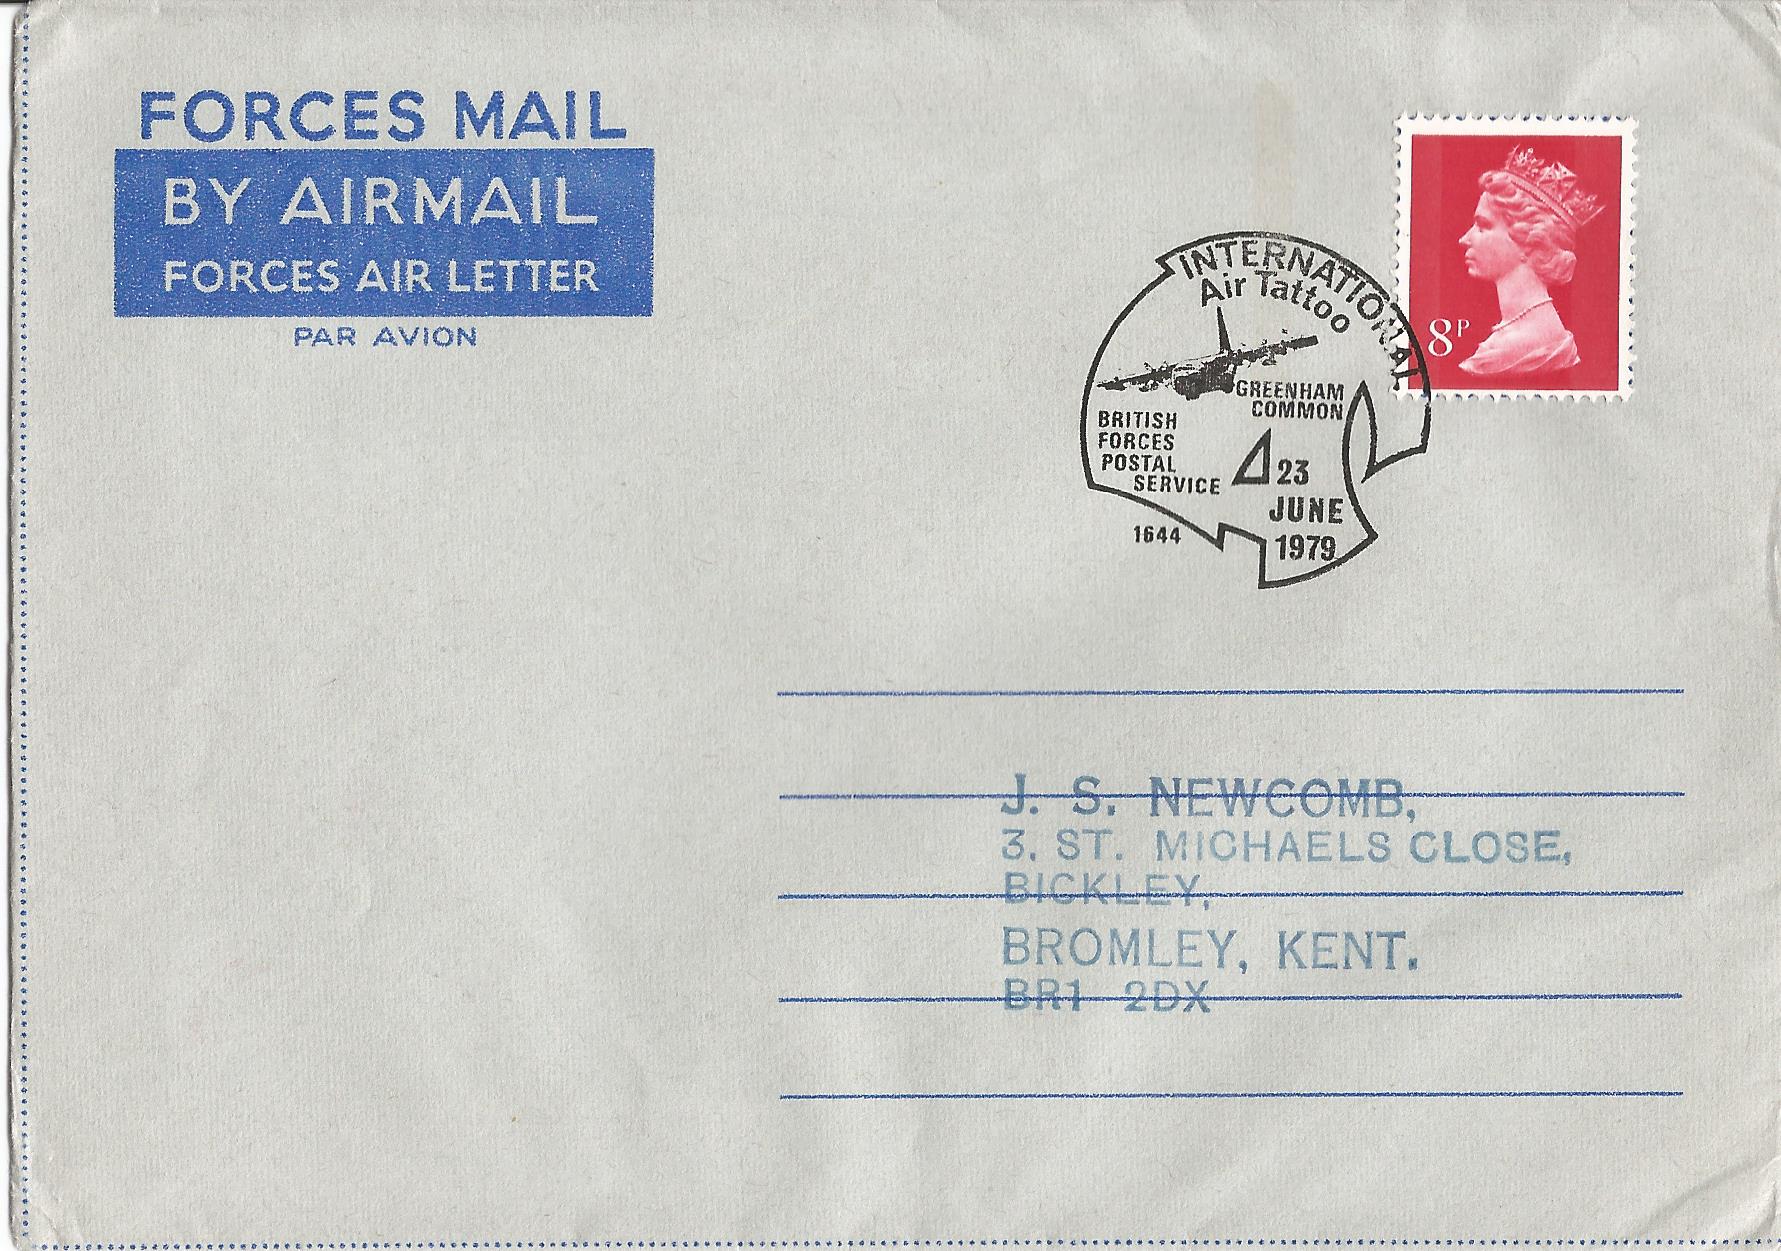 FORCES MAIL
BY AIRMAIL
FORCES AIR LETTER
PAR AVION
INTERNATIONAL
Air Tattoo
GREENHAM
COMMON
BRITISH
FORCES
POSTAL
SERVICE
23
JUNE
1979
1644
8P
J. S. NEWCOMB,
3. ST. MICHAELS CLOSE,
BICKLEY,
BROMLEY, KENT.
BR1 2DX